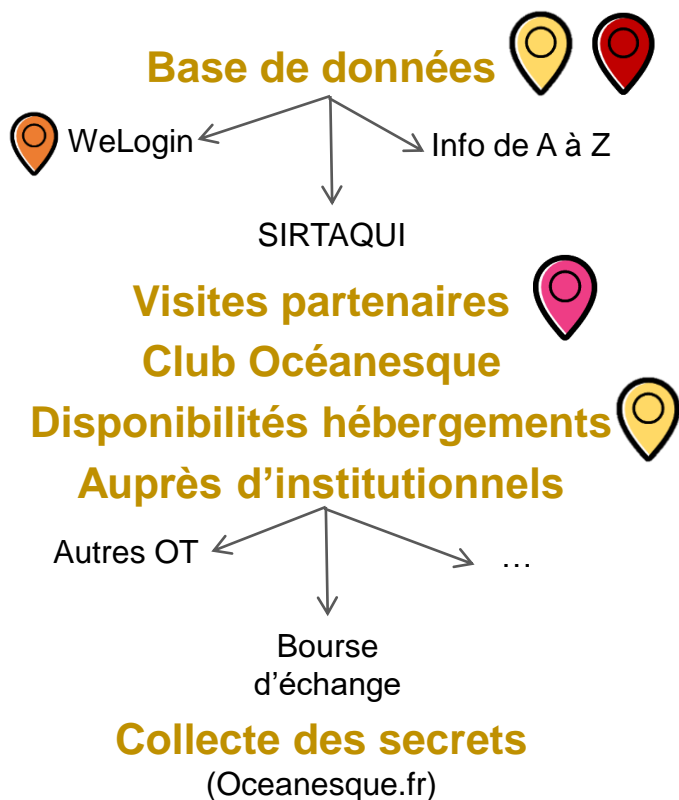 Base de données
WeLogin
Info de A à Z
SIRTAQUI
Visites partenaires
Club Océanesque
Disponibilités hébergements
Auprès d’institutionnels
Autres OT
…
Bourse
d’échange
Collecte des secrets
(Oceanesque.fr)